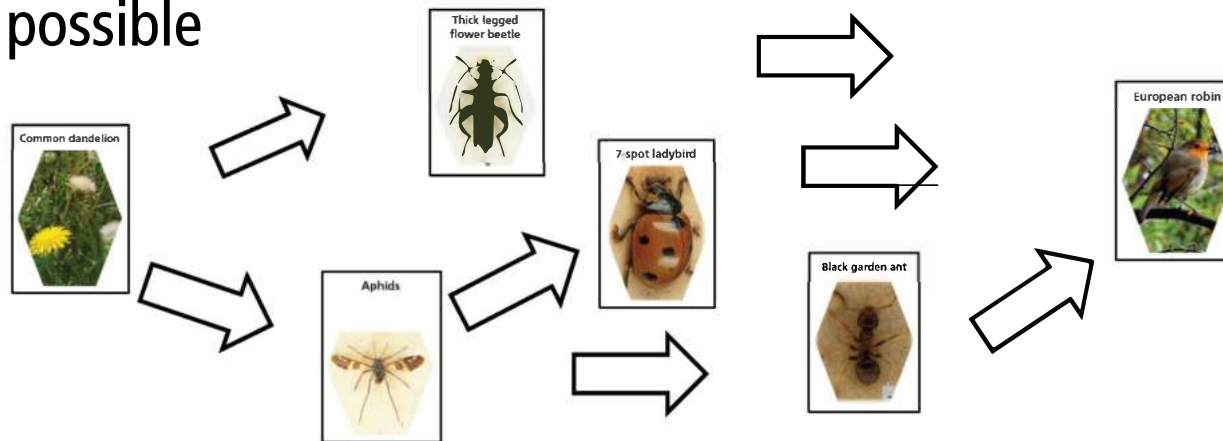 possible
Thick legged
flower beetle
Common dandelion
7-spot ladybird
European robin
Aphids
Black garden ant